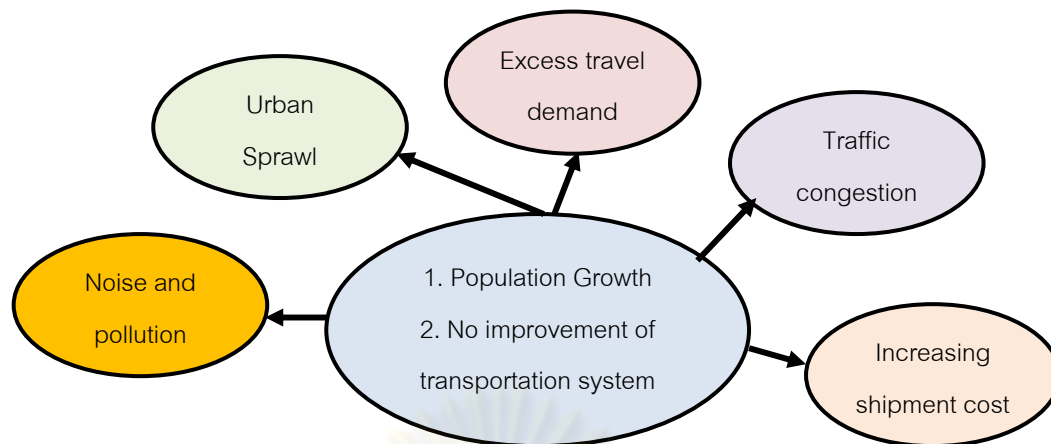 Excess travel
demand
Urban
Sprawl
Traffic
congestion
Noise and
pollution
1. Population Growth
2. No improvement of
transportation system
Increasing
shipment cost